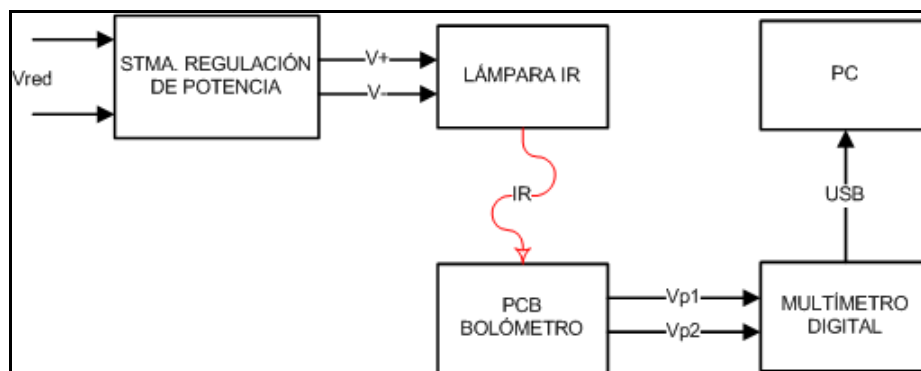 Vred
STMA. REGULACIÓN
DE POTENCIA
V+
V-
LÁMPARA IR
PC
IR
USB
PCB
BOLÓMETRO
Vp1
Vp2
MULTÍMETRO
DIGITAL